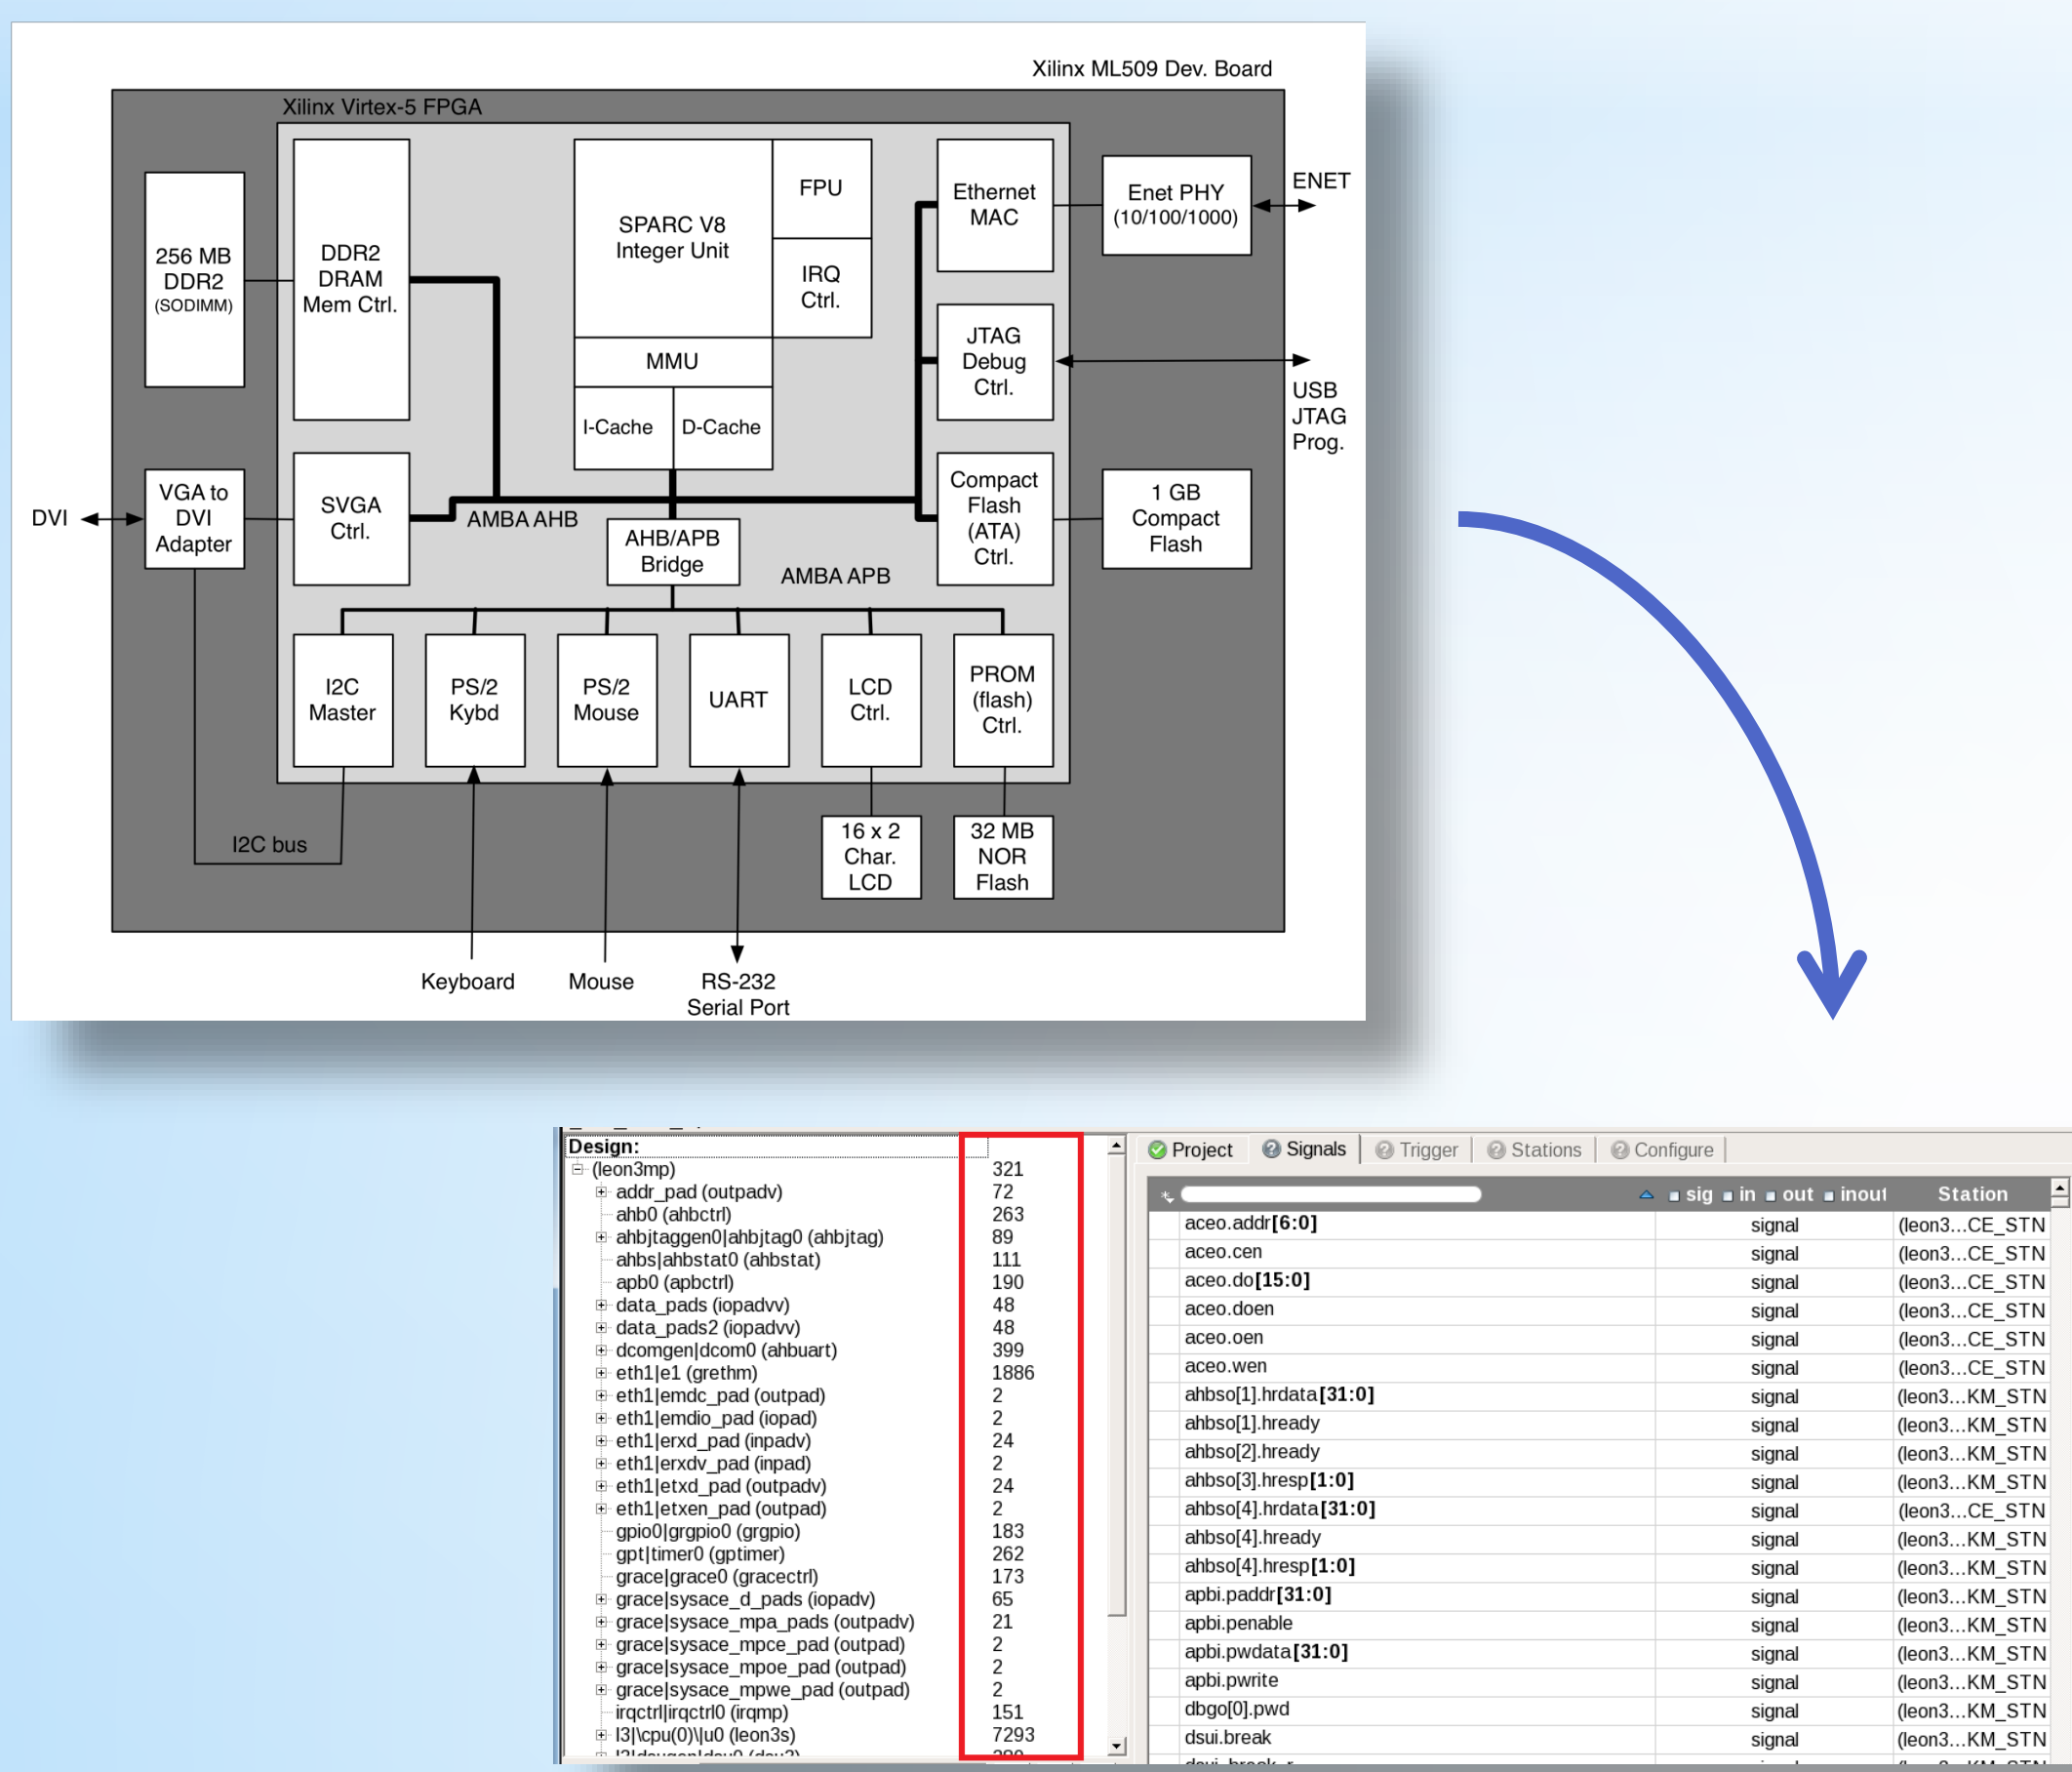 Xilinx ML509 Dev. Board
Xilinx Virtex-5 FPGA
256 MB
DDR2
(SODIMM)
DDR2
DRAM
Mem Ctrl.
SPARC V8
Integer Unit
FPU
IRQ
Ctrl.
MMU
I-Cache
D-Cache
Ethernet
MAC
Enet PHY
(10/100/1000)
ENET
JTAG
Debug
Ctrl.
USB
JTAG
Prog.
DVI
VGA to
DVI
Adapter
SVGA
Ctrl.
AMBA AHB
AHB/APB
Bridge
AMBA APB
Compact
Flash
(ATA)
Ctrl.
1 GB
Compact
Flash
I2C
Master
PS/2
Kybd
PS/2
Mouse
UART
LCD
Ctrl.
PROM
(flash)
Ctrl.
I2C bus
16 x 2
Char.
LCD
32 MB
NOR
Flash
Keyboard
Mouse
RS-232
Serial Port
Design:
(leon3mp) 321
addr_pad (outpadv) 72
ahb0 (ahbctrl) 263
ahbjtaggen0|ahbjtag0 (ahbjtag) 89
ahbs|ahbstat0 (ahbstat) 111
apb0 (apbctrl) 190
data_pads (iopadvv) 48
data_pads2 (iopadvv) 48
dcomgen|dcom0 (ahbuart) 399
eth1|e1 (grethm) 1886
eth1|emdc_pad (outpad) 2
eth1|emdio_pad (iopad) 2
eth1|erxd_pad (inpadv) 24
eth1|erxdv_pad (inpad) 2
eth1|etxd_pad (outpadv) 24
eth1|etxen_pad (outpad) 2
gpio0|grgpio0 (grgpio) 183
gpt|timer0 (gptimer) 262
grace|grace0 (gracectrl) 173
grace|sysace_d_pads (iopadv) 65
grace|sysace_mpa_pads (outpadv) 21
grace|sysace_mpce_pad (outpad) 2
grace|sysace_mpoe_pad (outpad) 2
grace|sysace_mpwe_pad (outpad) 2
irqctrl|irqctrl0 (irqmp) 151
l3|\cpu(0)\|u0 (leon3s) 7293
Project Signals Trigger Stations Configure
sig in out inout Station
aceo.addr[6:0] signal (leon3...CE_STN
aceo.cen signal (leon3...CE_STN
aceo.do[15:0] signal (leon3...CE_STN
aceo.doen signal (leon3...CE_STN
aceo.oen signal (leon3...CE_STN
aceo.wen signal (leon3...CE_STN
ahbso[1].hrdata[31:0] signal (leon3...KM_STN
ahbso[1].hready signal (leon3...KM_STN
ahbso[2].hready signal (leon3...KM_STN
ahbso[3].hresp[1:0] signal (leon3...KM_STN
ahbso[4].hrdata[31:0] signal (leon3...CE_STN
ahbso[4].hready signal (leon3...KM_STN
ahbso[4].hresp[1:0] signal (leon3...KM_STN
apbi.paddr[31:0] signal (leon3...KM_STN
apbi.penable signal (leon3...KM_STN
apbi.pwdata[31:0] signal (leon3...KM_STN
apbi.pwrite signal (leon3...KM_STN
dbgo[0].pwd signal (leon3...KM_STN
dsui.break signal (leon3...KM_STN